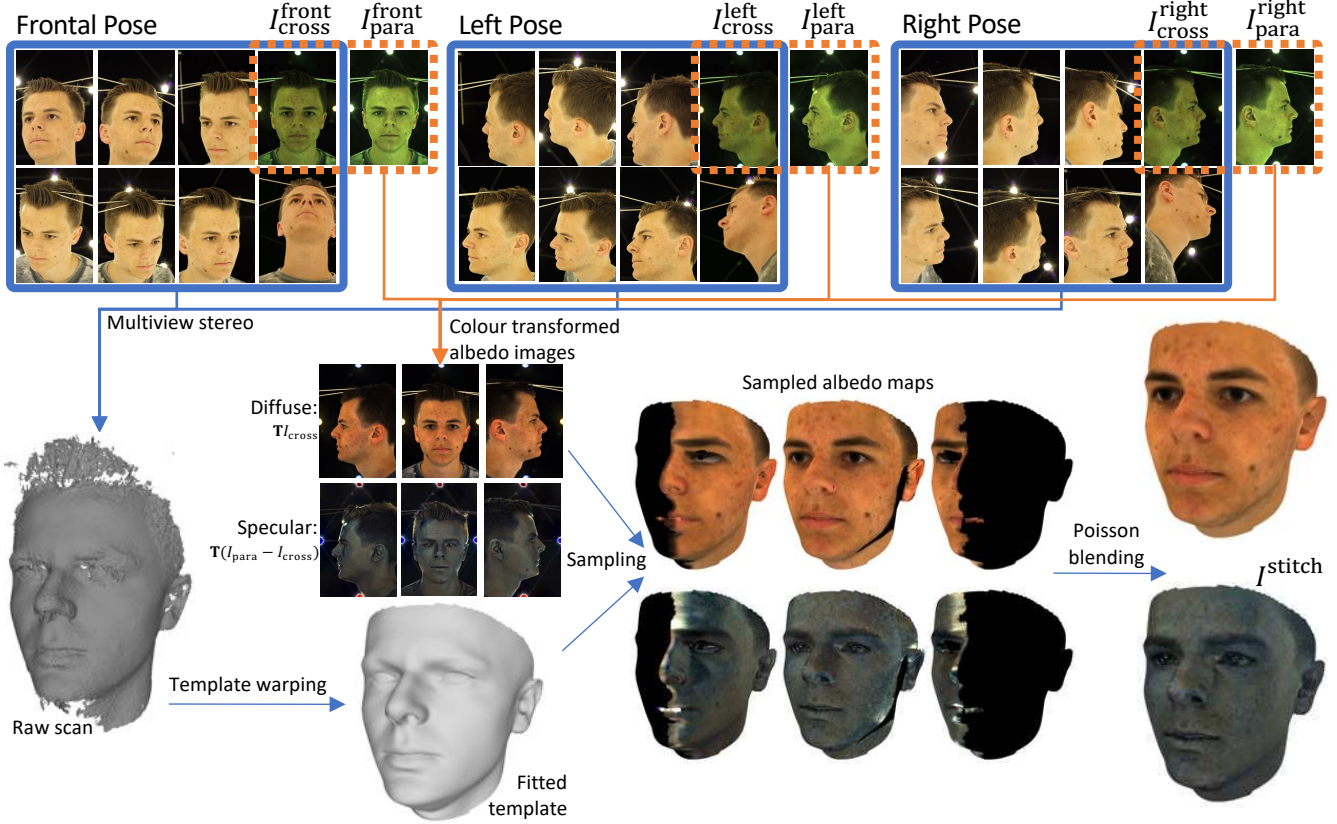 Frontal Pose
I^front_cross
I^front_para
Left Pose
I^left_cross
I^left_para
Right Pose
I^right_cross
I^right_para
Multiview stereo
Colour transformed
albedo images
Diffuse:
TI_cross
Specular:
T(I_para − I_cross)
Sampled albedo maps
Sampling
Poisson
blending
I^stitch
Template warping
Raw scan
Fitted
template